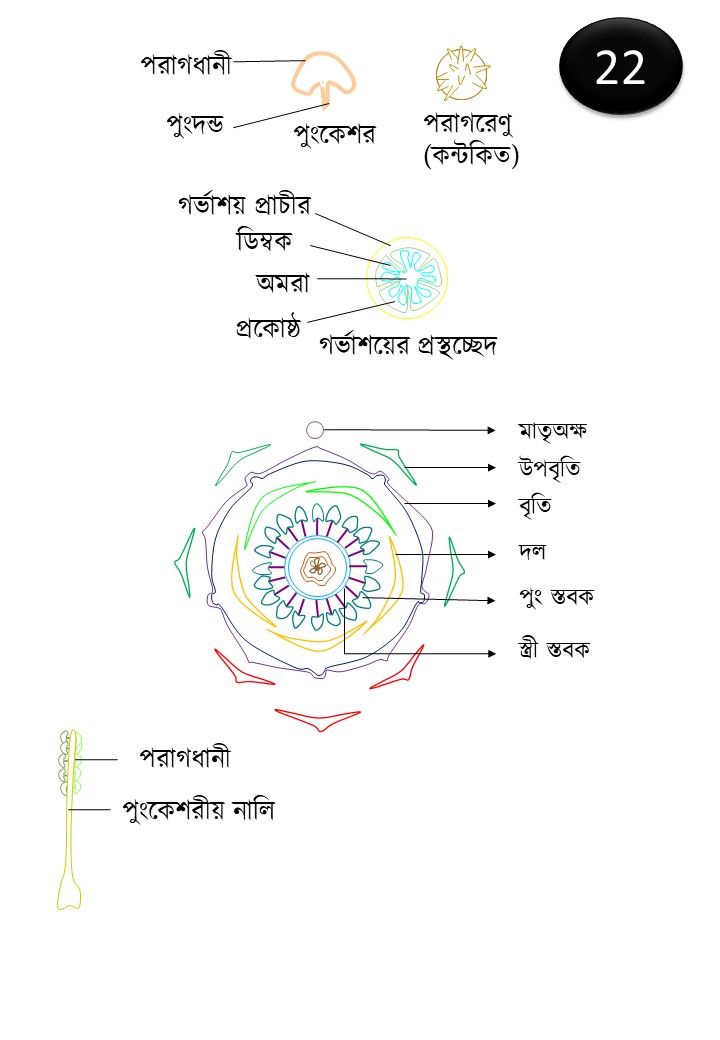 22
পরাগধানী
পুংদন্ড
পুংকেশর
পরাগরেণু
(কন্টকিত)
গর্ভাশয় প্রাচীর
ডিম্বক
অমরা
প্রকোষ্ঠ
গর্ভাশয়ের প্রস্থচ্ছেদ
মাতৃঅক্ষ
উপবৃতি
বৃতি
দল
পুং স্তবক
স্ত্রী স্তবক
পরাগধানী
পুংকেশরীয় নালি